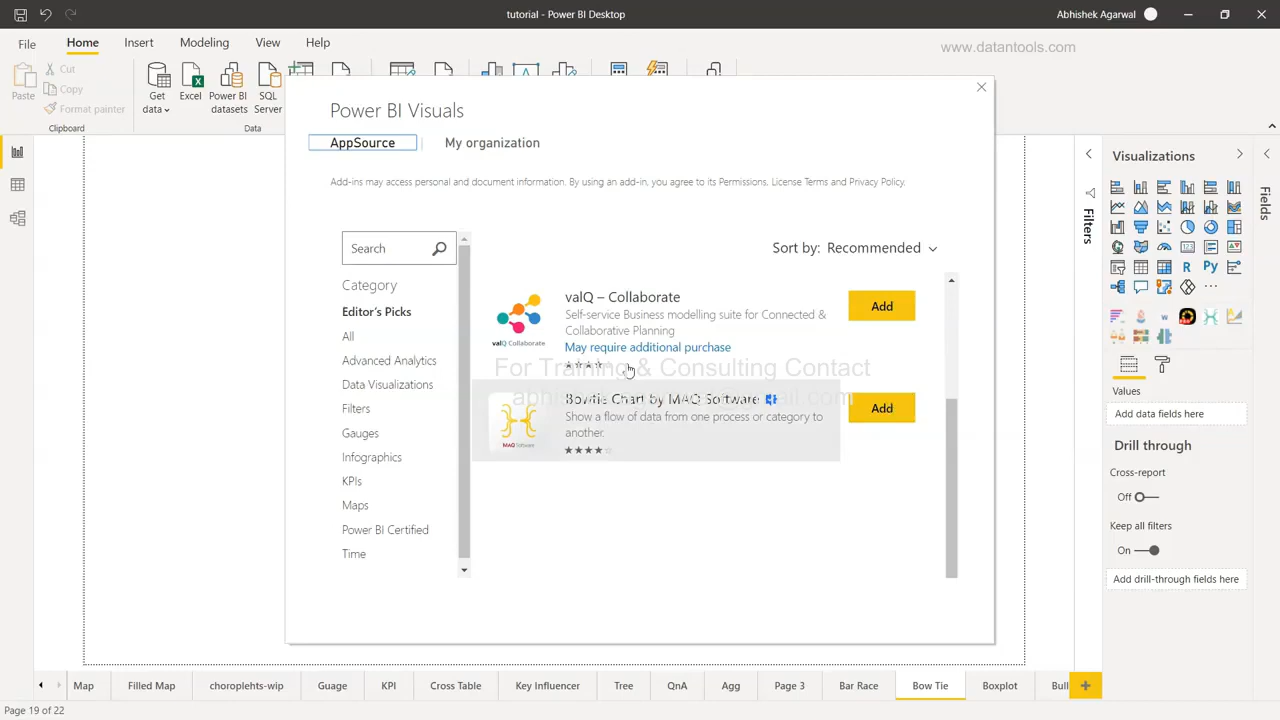 tutorial - Power BI Desktop
Abhishek Agarwal
File
Home
Insert
Modeling
View
Help
www.datantools.com
Paste
Cut
Copy
Format painter
Clipboard
Get
data
Excel
Power BI
datasets
SQL
Server
Data
Power BI Visuals
AppSource
My organization
Add-ins may access personal and document information. By using an add-in, you agree to its Permissions. License Terms and Privacy Policy.
Search
Sort by: Recommended
Category
Editor's Picks
All
Advanced Analytics
Data Visualizations
Filters
Gauges
Infographics
KPIs
Maps
Power BI Certified
Time
valQ Collaborate
valQ – Collaborate
Self-service Business modelling suite for Connected &
Collaborative Planning
May require additional purchase
Add
For Training & Consulting Contact
MAQ Software
Bowtie Chart by MAQ Software
Show a flow of data from one process or category to
another.
Add
Filters
Visualizations
Fields
R
Py
Values
Add data fields here
Drill through
Cross-report
Off
Keep all filters
On
Add drill-through fields here
Map
Filled Map
choroplehts-wip
Guage
KPI
Cross Table
Key Influencer
Tree
QnA
Agg
Page 3
Bar Race
Bow Tie
Boxplot
Bull
Page 19 of 22